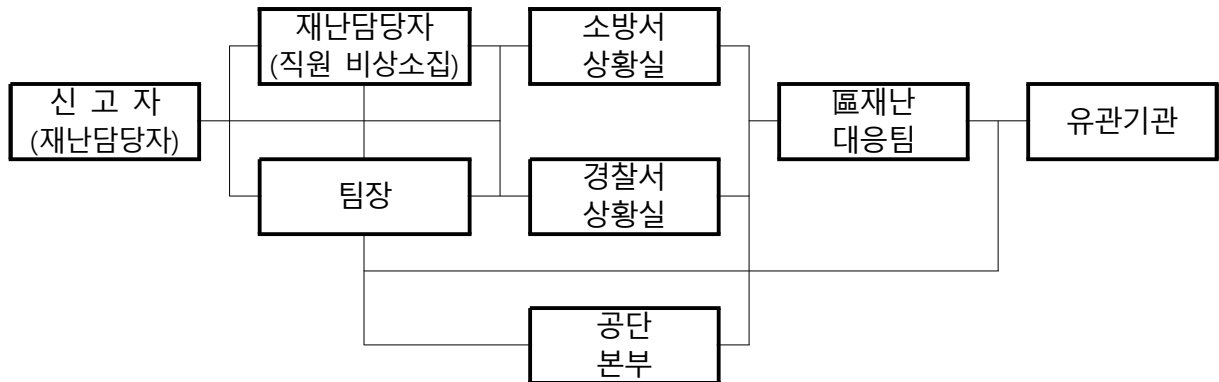 재난담당자
(직원 비상소집)
소방서
상황실
신 고 자
(재난담당자)
區재난
대응팀
유관기관
팀장
경찰서
상황실
공단
본부